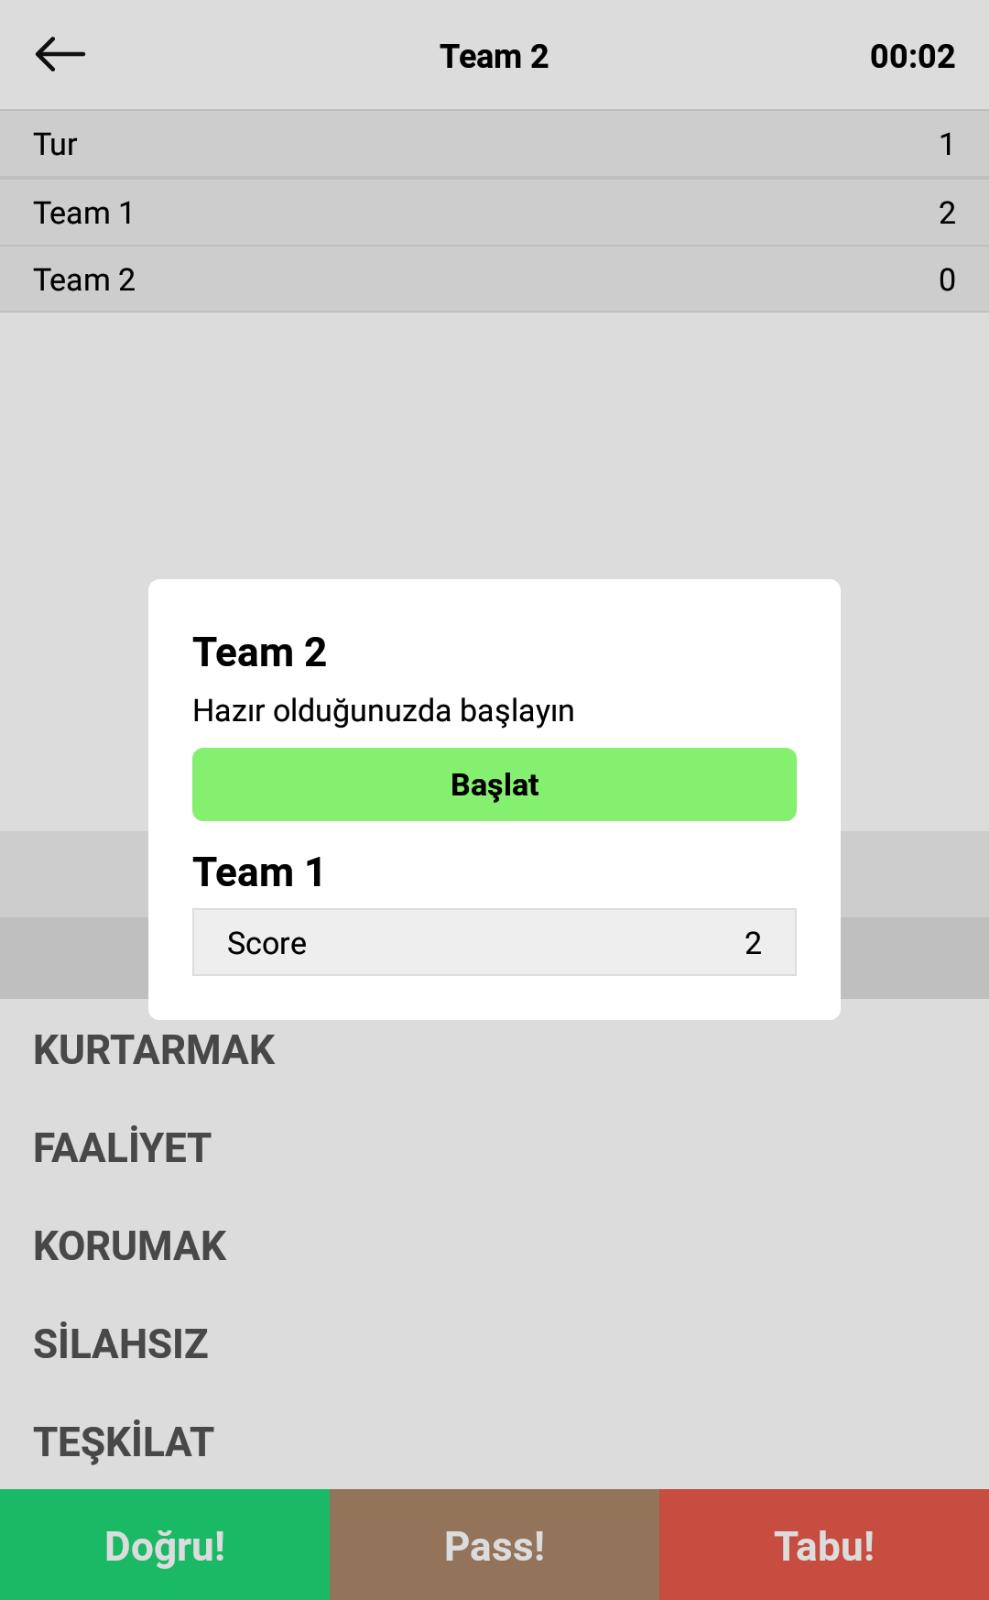 Team 2
00:02
Tur 1
Team 1 2
Team 2 0
Team 2
Hazır olduğunuzda başlayın
Başlat
Team 1
Score 2
KURTARMAK
FAALİYET
KORUMAK
SİLAHSIZ
TEŞKİLAT
Doğru! Pass! Tabu!